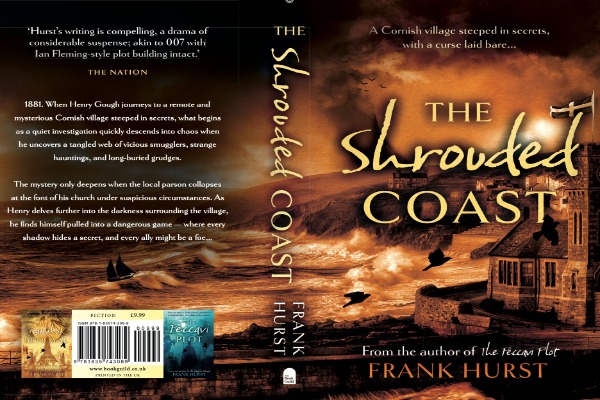 'Hurst's writing is compelling, a drama of
considerable suspense; akin to 007 with
Ian Fleming-style plot building intact.'
THE NATION
1881. When Henry Gough journeys to a remote and
mysterious Cornish village steeped in secrets, what begins
as a quiet investigation quickly descends into chaos when
he uncovers a tangled web of vicious smugglers, strange
hauntings, and long-buried grudges.
The mystery only deepens when the local parson collapses
at the font of his church under suspicious circumstances. As
Henry delves further into the darkness surrounding the village,
he finds himself pulled into a dangerous game — where every
shadow hides a secret, and every ally might be a foe...
FICTION £9.99
www.bookguild.co.uk
PRINTED IN THE UK
Peccavi
PLOT
THE Shrouded COAST
FRANK HURST
A Cornish village steeped in secrets,
with a curse laid bare...
THE
Shrouded
COAST
From the author of The Peccavi Plot
FRANK HURST